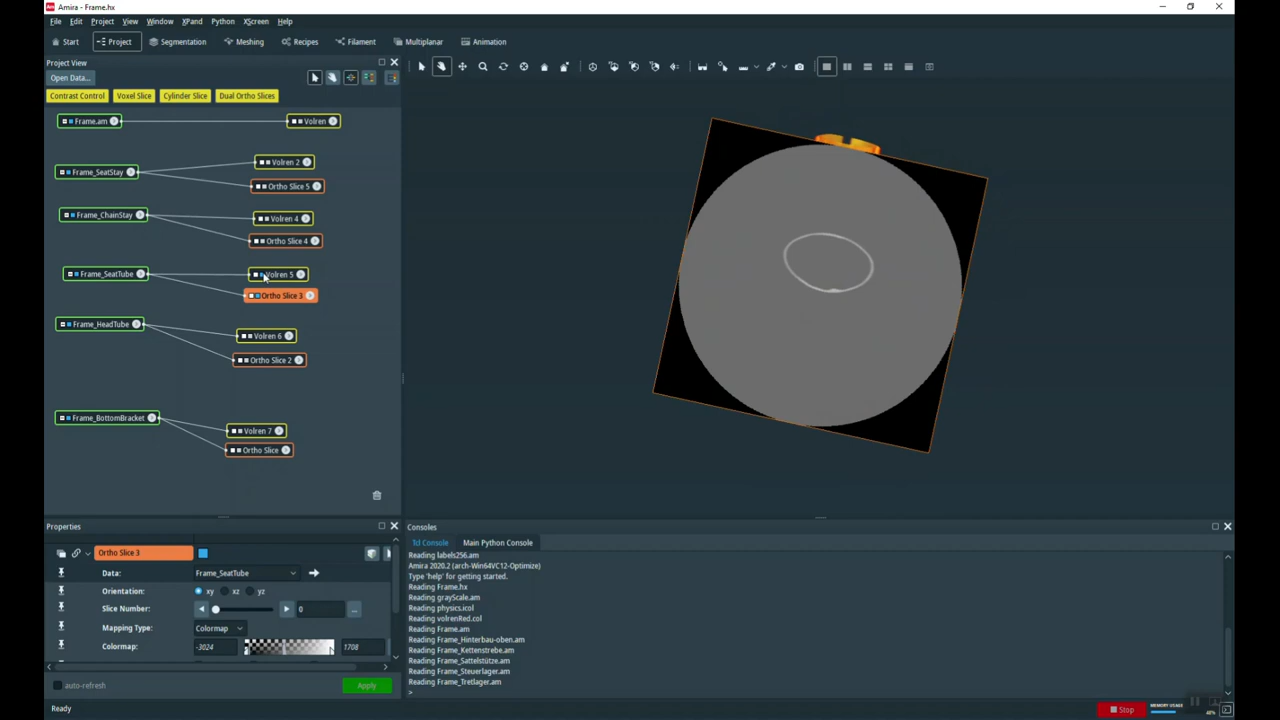 Amira - Frame.hx
File Edit Project View Window XPand Python XScreen Help
Start Project Segmentation Meshing Recipes Filament Multiplanar Animation
Project View
Open Data...
Contrast Control Voxel Slice Cylinder Slice Dual Ortho Slices
Frame.am Volren
Volren 2
Frame_SeatStay
Ortho Slice 5
Frame_ChainStay Volren 4
Ortho Slice 4
Frame_SeatTube Volren 5
Ortho Slice 3
Frame_HeadTube
Volren 6
Ortho Slice 2
Frame_BottomBracket
Volren 7
Ortho Slice
Properties
Ortho Slice 3
Data: Frame_SeatTube
Orientation: xy xz yz
Slice Number: 0 ...
Mapping Type: Colormap
Colormap: -3024 1708
auto-refresh Apply
Consoles
Tcl Console Main Python Console
Reading labels256.am
Amira 2020.2 (arch-Win64VC12-Optimize)
Type 'help' for getting started.
Reading Frame.hx
Reading grayScale.am
Reading physics.icol
Reading volrenRed.col
Reading Frame.am
Reading Frame_Hinterbau-oben.am
Reading Frame_Kettenstrebe.am
Reading Frame_Sattelstütze.am
Reading Frame_Steuerlager.am
Reading Frame_Tretlager.am
>
Ready Stop MEMORY USAGE